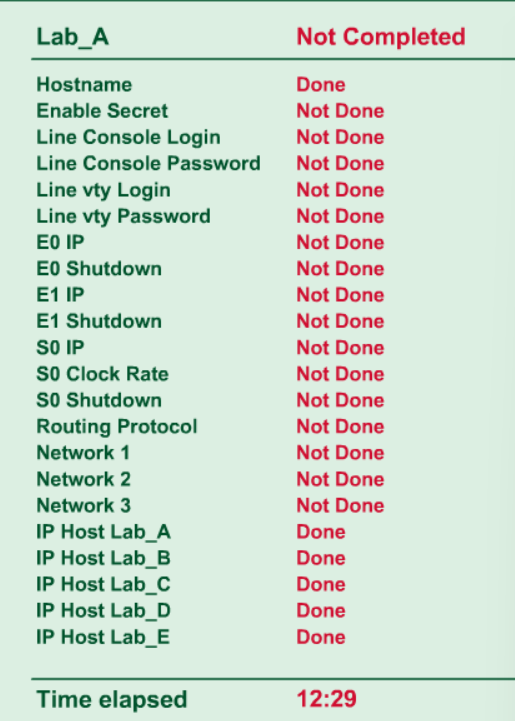 Lab_A Not Completed
Hostname Done
Enable Secret Not Done
Line Console Login Not Done
Line Console Password Not Done
Line vty Login Not Done
Line vty Password Not Done
E0 IP Not Done
E0 Shutdown Not Done
E1 IP Not Done
E1 Shutdown Not Done
S0 IP Not Done
S0 Clock Rate Not Done
S0 Shutdown Not Done
Routing Protocol Not Done
Network 1 Not Done
Network 2 Not Done
Network 3 Not Done
IP Host Lab_A Done
IP Host Lab_B Done
IP Host Lab_C Done
IP Host Lab_D Done
IP Host Lab_E Done
Time elapsed 12:29